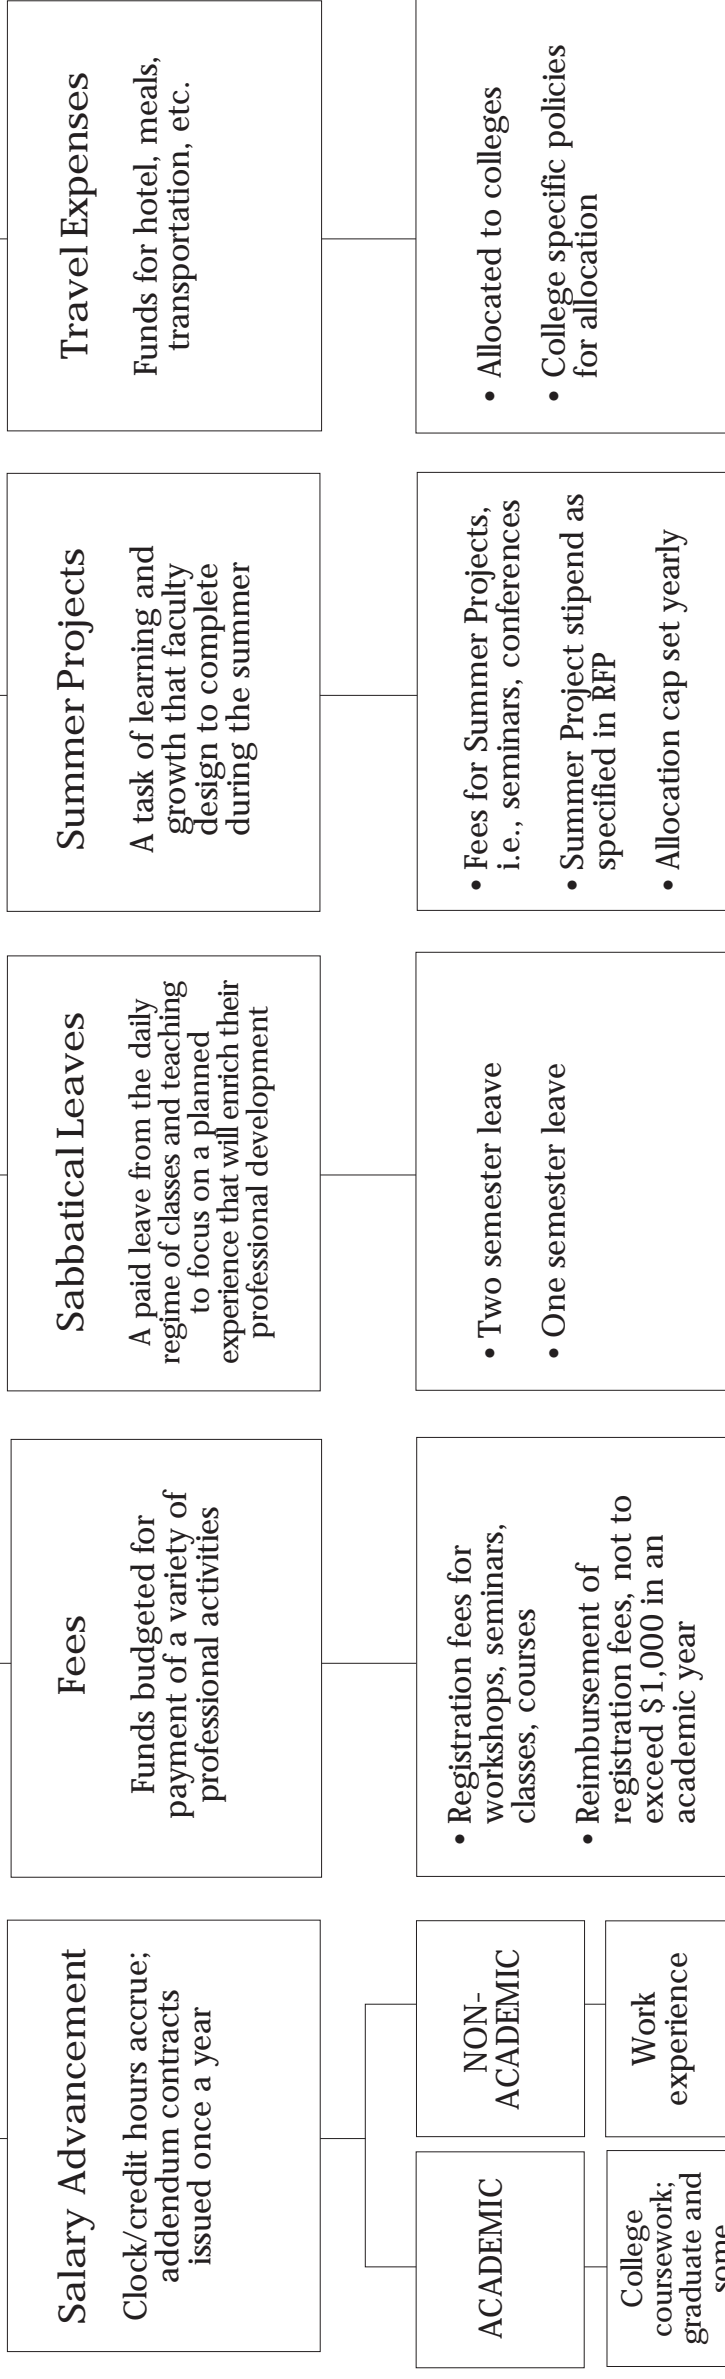 Salary Advancement
Clock/credit hours accrue;
addendum contracts
issued once a year
ACADEMIC
College
coursework;
graduate and
some
NON-
ACADEMIC
Work
experience
Fees
Funds budgeted for
payment of a variety of
professional activities
• Registration fees for
workshops, seminars,
classes, courses
• Reimbursement of
registration fees, not to
exceed $1,000 in an
academic year
Sabbatical Leaves
A paid leave from the daily
regime of classes and teaching
to focus on a planned
experience that will enrich their
professional development
• Two semester leave
• One semester leave
Summer Projects
A task of learning and
growth that faculty
design to complete
during the summer
• Fees for Summer Projects,
i.e., seminars, conferences
• Summer Project stipend as
specified in RFP
• Allocation cap set yearly
Travel Expenses
Funds for hotel, meals,
transportation, etc.
• Allocated to colleges
• College specific policies
for allocation